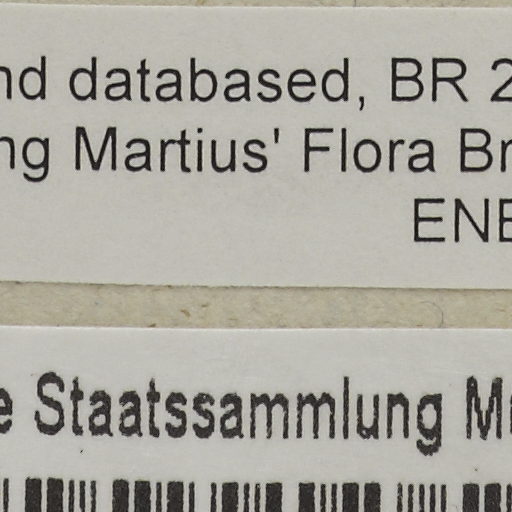 nd databased, BR 2
ng Martius' Flora Br
ENE
e Staatssammlung M